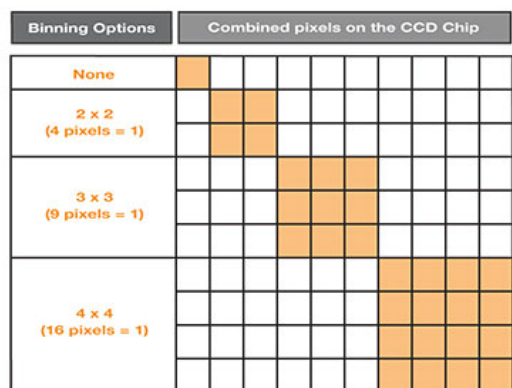 Binning Options
Combined pixels on the CCD Chip
None
2 x 2
(4 pixels = 1)
3 x 3
(9 pixels = 1)
4 x 4
(16 pixels = 1)